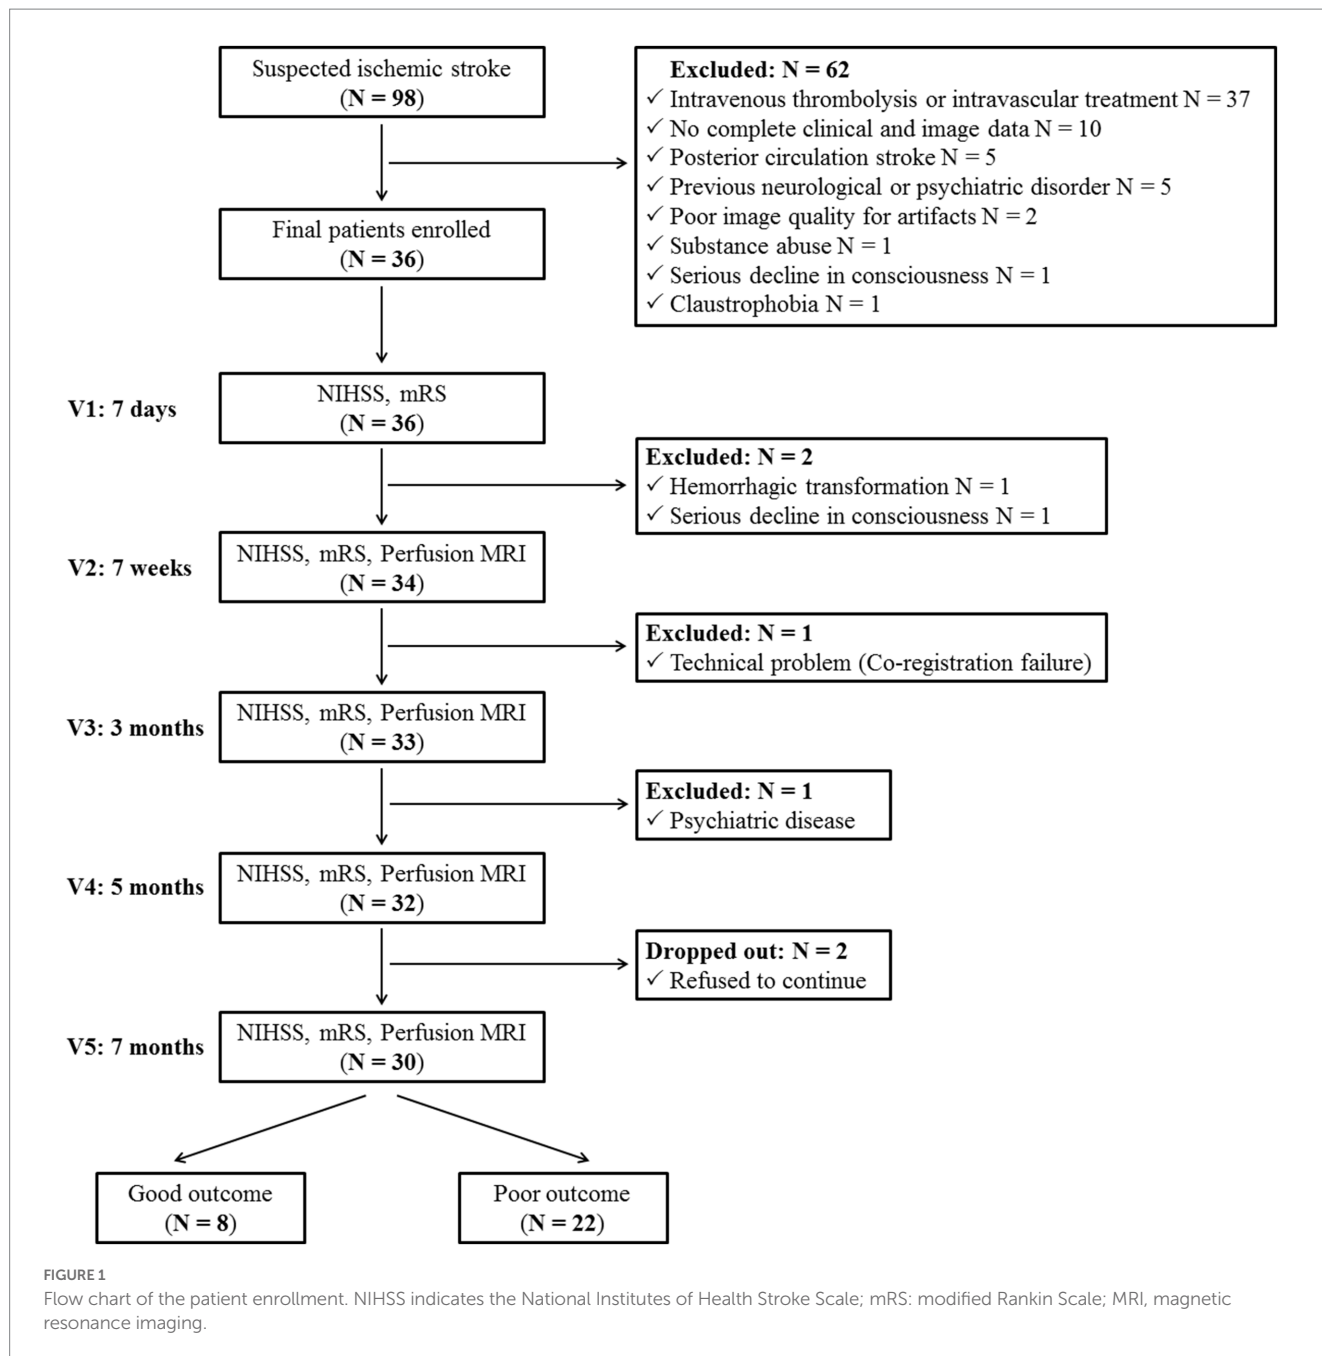 Suspected ischemic stroke
(N = 98)
Excluded: N = 62
✓ Intravenous thrombolysis or intravascular treatment N = 37
✓ No complete clinical and image data N = 10
✓ Posterior circulation stroke N = 5
✓ Previous neurological or psychiatric disorder N = 5
✓ Poor image quality for artifacts N = 2
✓ Substance abuse N = 1
✓ Serious decline in consciousness N = 1
✓ Claustrophobia N = 1
Final patients enrolled
(N = 36)
V1: 7 days
NIHSS, mRS
(N = 36)
Excluded: N = 2
✓ Hemorrhagic transformation N = 1
✓ Serious decline in consciousness N = 1
V2: 7 weeks
NIHSS, mRS, Perfusion MRI
(N = 34)
Excluded: N = 1
✓ Technical problem (Co-registration failure)
V3: 3 months
NIHSS, mRS, Perfusion MRI
(N = 33)
Excluded: N = 1
✓ Psychiatric disease
V4: 5 months
NIHSS, mRS, Perfusion MRI
(N = 32)
Dropped out: N = 2
✓ Refused to continue
V5: 7 months
NIHSS, mRS, Perfusion MRI
(N = 30)
Good outcome
(N = 8)
Poor outcome
(N = 22)
FIGURE 1
Flow chart of the patient enrollment. NIHSS indicates the National Institutes of Health Stroke Scale; mRS: modified Rankin Scale; MRI, magnetic
resonance imaging.